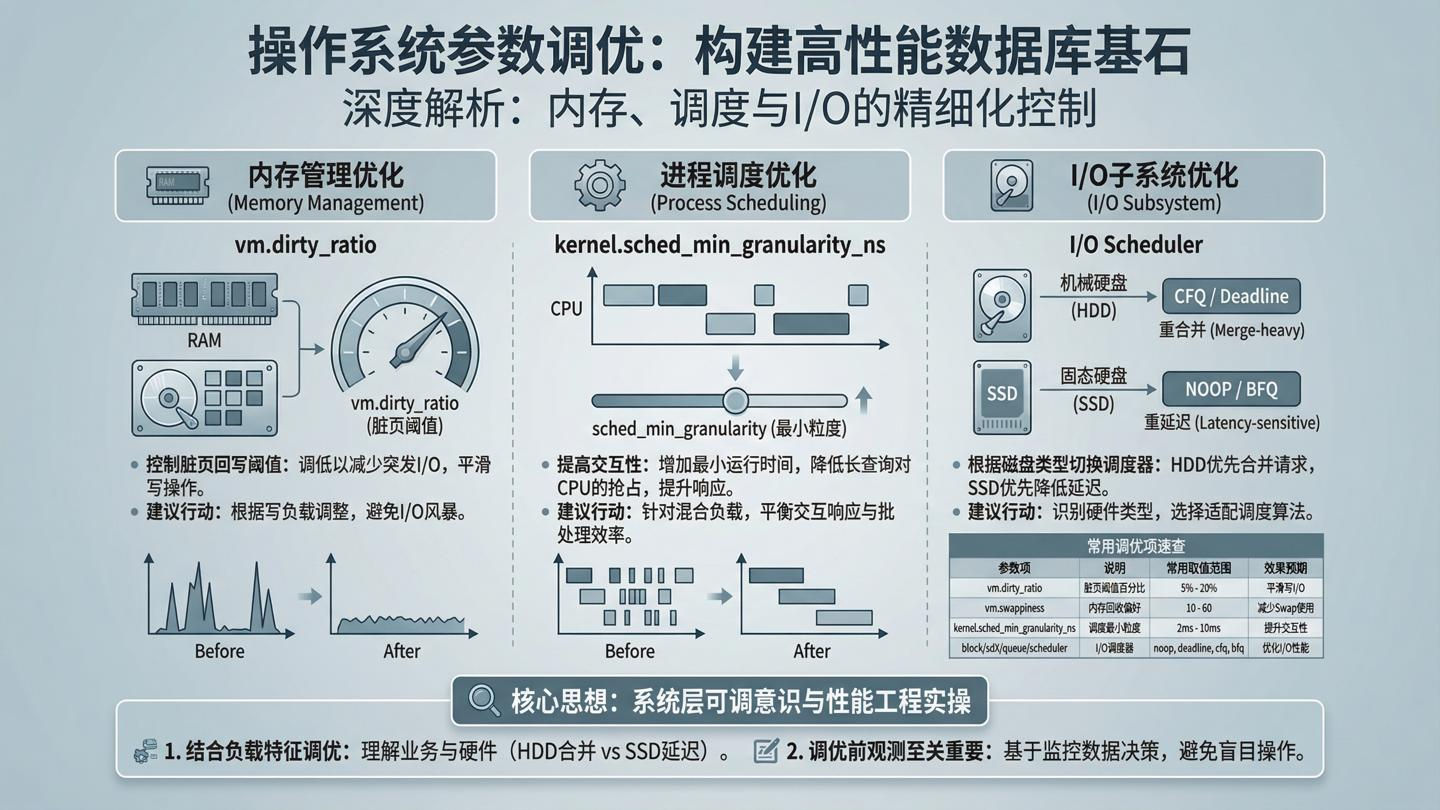 操作系统参数调优：构建高性能数据库基石
深度解析：内存、调度与I/O的精细化控制
RAM
内存管理优化
(Memory Management)
vm.dirty_ratio
RAM
vm.dirty_ratio
(脏页阈值)
控制脏页回写阈值：调低以减少突发I/O，平滑
写操作。
建议行动：根据写负载调整，避免I/O风暴。
Before
After
进程调度优化
(Process Scheduling)
kernel.sched_min_granularity_ns
CPU
sched_min_granularity (最小粒度)
提高交互性：增加最小运行时间，降低长查询对
CPU的抢占，提升响应。
建议行动：针对混合负载，平衡交互响应与批
处理效率。
Before
After
I/O子系统优化
(I/O Subsystem)
I/O Scheduler
机械硬盘
(HDD)
CFQ / Deadline
重合并 (Merge-heavy)
SSD
固态硬盘
(SSD)
NOOP / BFQ
重延迟 (Latency-sensitive)
根据磁盘类型切换调度器：HDD优先合并请求，
SSD优先降低延迟。
建议行动：识别硬件类型，选择适配调度算法。
常用调优项速查
参数项 说明 常用取值范围 效果预期
vm.dirty_ratio 脏页阈值百分比 5% - 20% 平滑写I/O
vm.swappiness 内存回收偏好 10 - 60 减少Swap使用
kernel.sched_min_granularity_ns 调度最小粒度 2ms - 10ms 提升交互性
block/sdX/queue/scheduler I/O调度器 noop, deadline, cfq, bfq 优化I/O性能
核心思想：系统层可调意识与性能工程实操
1. 结合负载特征调优：理解业务与硬件（HDD合并 vs SSD延迟）。
2. 调优前观测至关重要：基于监控数据决策，避免盲目操作。